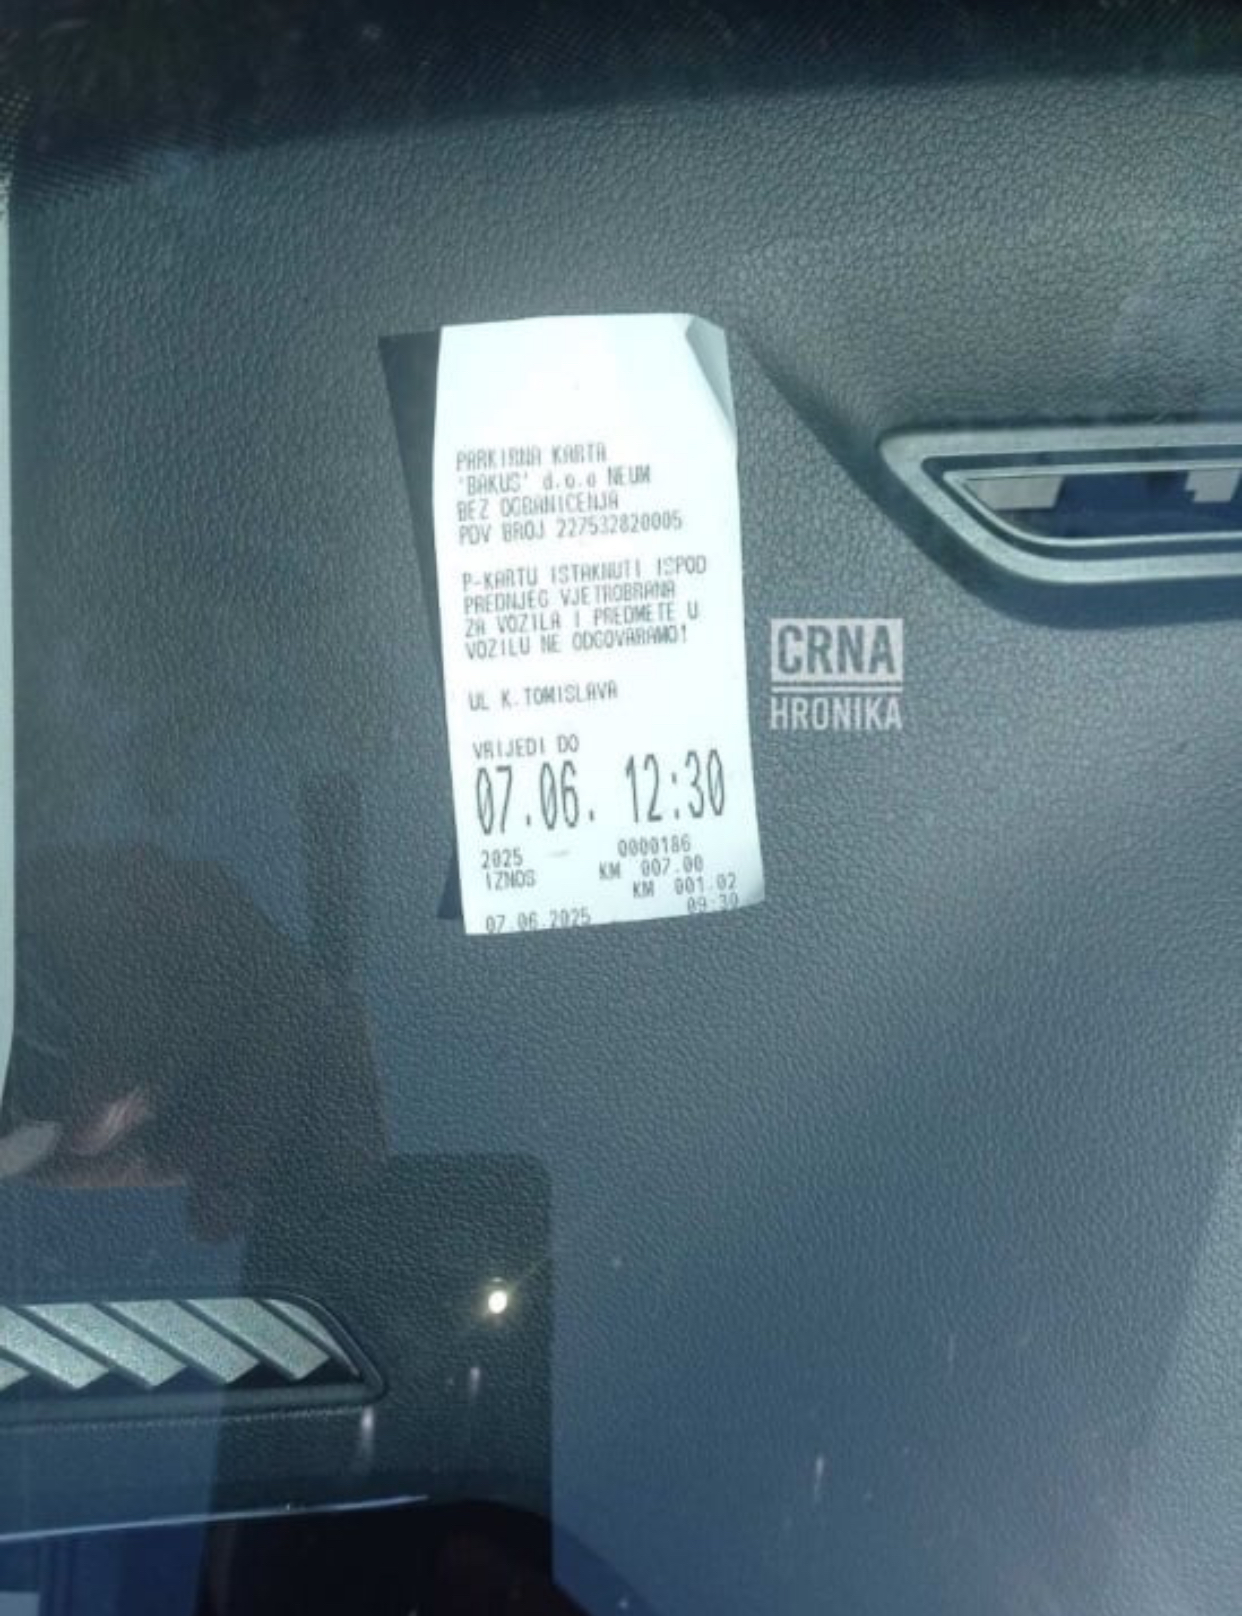 PARKIRNA KARTA
'BAKUS' d.o.o NEUM
BEZ OGRANICENJA
PDV BROJ 227532820005
P-KARTU ISTAKNUTI ISPOD
PREDNJEG VJETROBRANA
ZA VOZILA I PREDMETE U
VOZILU NE ODGOVARAMO!
UL K.TOMISLAVA
VRIJEDI DO
07.06. 12:30
2025 0000186
IZNOS KM 007.00
KM 001.02
07.06.2025 09:30
CRNA
HRONIKA